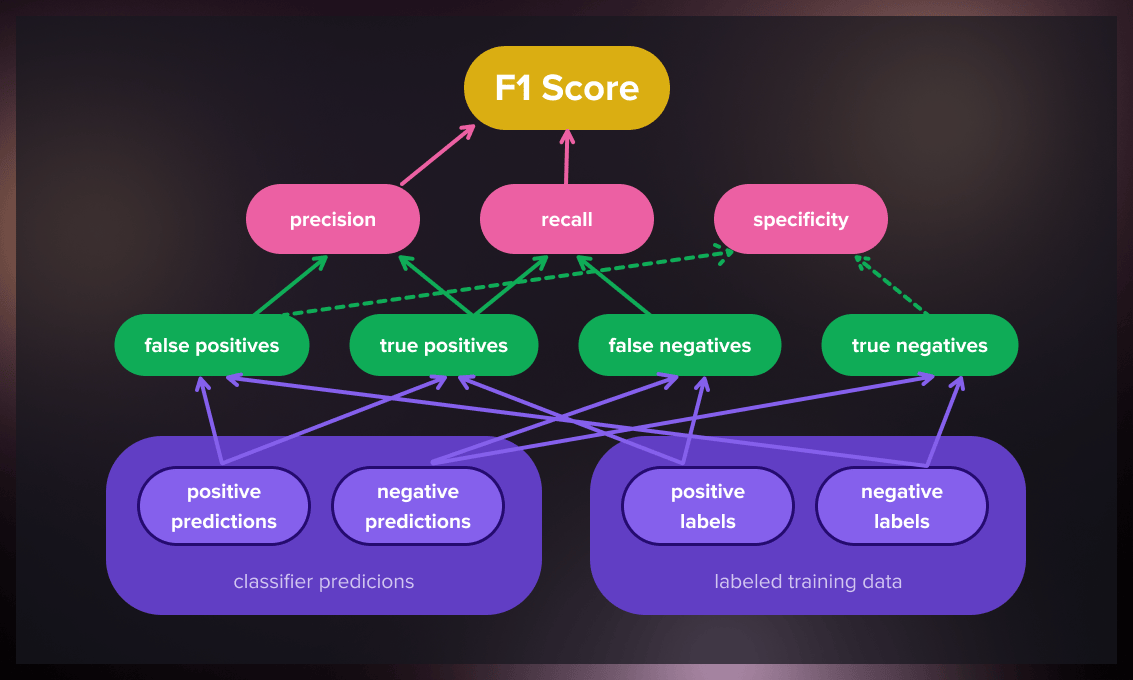 F1 Score
precision
recall
specificity
false positives
true positives
false negatives
true negatives
positive
predictions
negative
predictions
positive
labels
negative
labels
classifier predicions
labeled training data